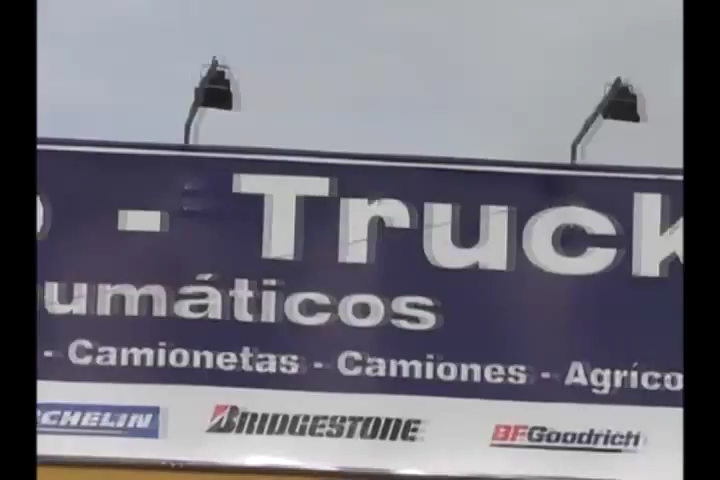 - Truck
umáticos
- Camionetas - Camiones - Agríco
CHELIN BRIDGESTONE BFGoodrich